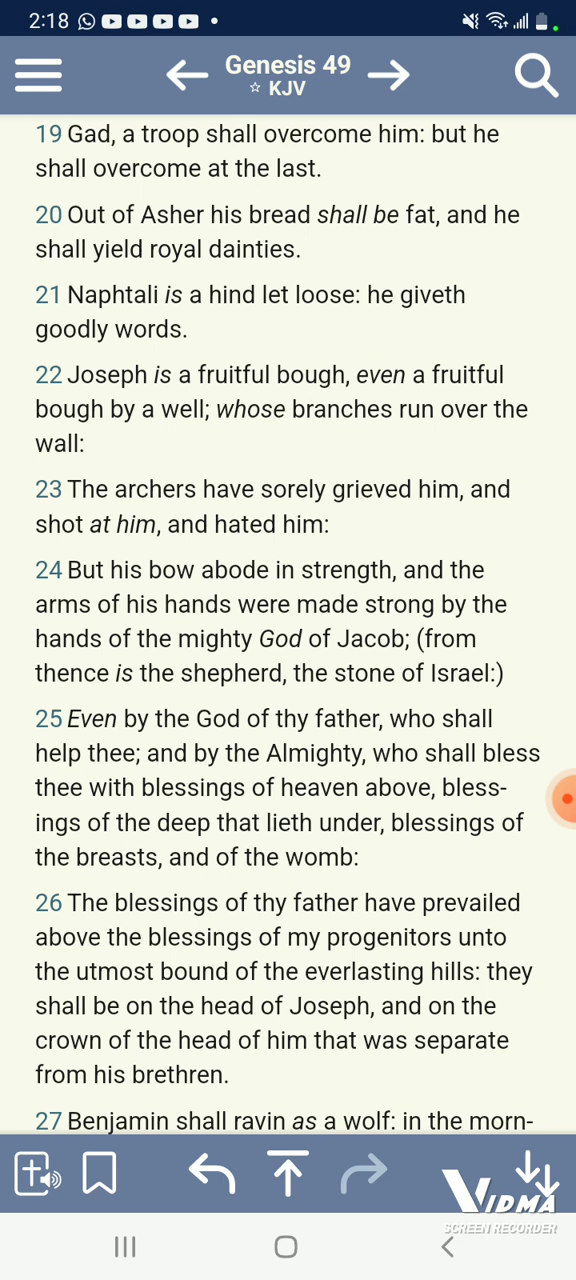 2:18
Genesis 49
☆ KJV
19 Gad, a troop shall overcome him: but he
shall overcome at the last.
20 Out of Asher his bread shall be fat, and he
shall yield royal dainties.
21 Naphtali is a hind let loose: he giveth
goodly words.
22 Joseph is a fruitful bough, even a fruitful
bough by a well; whose branches run over the
wall:
23 The archers have sorely grieved him, and
shot at him, and hated him:
24 But his bow abode in strength, and the
arms of his hands were made strong by the
hands of the mighty God of Jacob; (from
thence is the shepherd, the stone of Israel:)
25 Even by the God of thy father, who shall
help thee; and by the Almighty, who shall bless
thee with blessings of heaven above, bless-
ings of the deep that lieth under, blessings of
the breasts, and of the womb:
26 The blessings of thy father have prevailed
above the blessings of my progenitors unto
the utmost bound of the everlasting hills: they
shall be on the head of Joseph, and on the
crown of the head of him that was separate
from his brethren.
27 Benjamin shall ravin as a wolf: in the morn-
VIDMA
SCREEN RECORDER